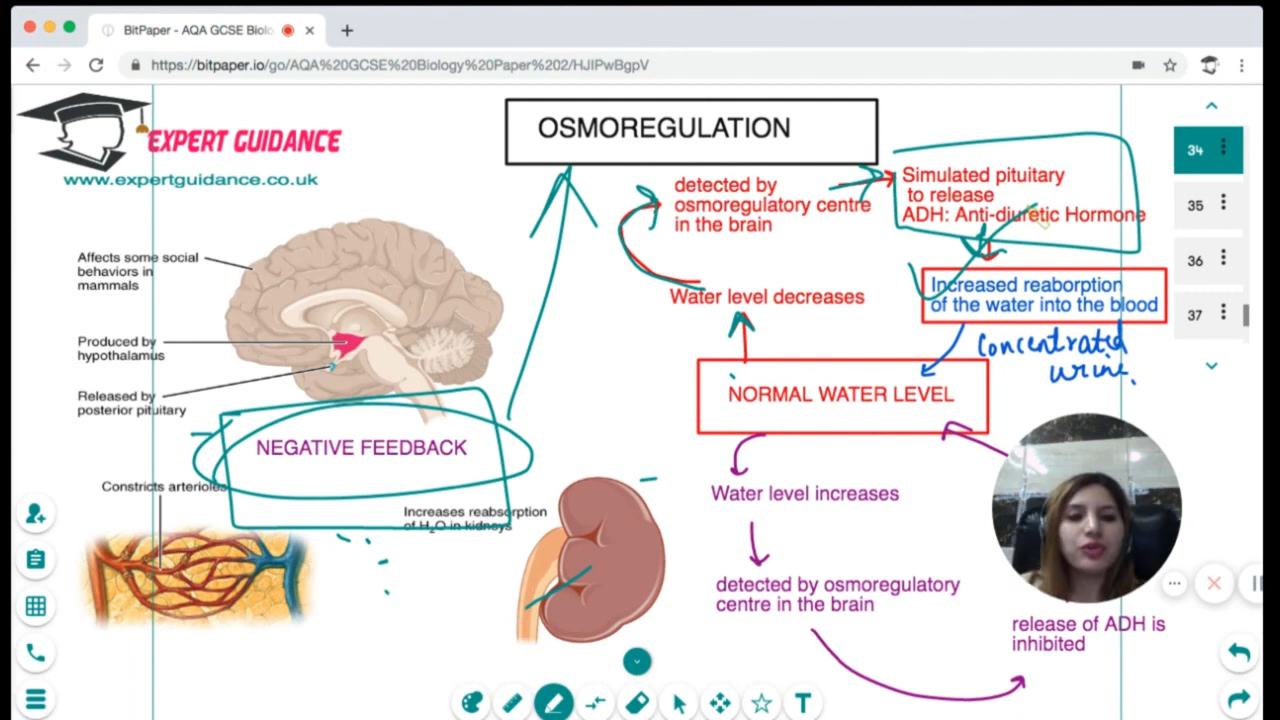 BitPaper - AQA GCSE Biolo
https://bitpaper.io/go/AQA%20GCSE%20Biology%20Paper%202/HJIPwBgpV
EXPERT GUIDANCE
www.expertguidance.co.uk
OSMOREGULATION
detected by
osmoregulatory centre
in the brain
Simulated pituitary
to release
ADH: Anti-diuretic Hormone
34
35
36
37
Affects some social
behaviors in
mammals
Produced by
hypothalamus
Released by
posterior pituitary
Water level decreases
Increased reaborption
of the water into the blood
Concentrated
urine.
NORMAL WATER LEVEL
NEGATIVE FEEDBACK
Constricts arterioles
Increases reabsorption
of H₂O in kidneys
Water level increases
detected by osmoregulatory
centre in the brain
release of ADH is
inhibited
T